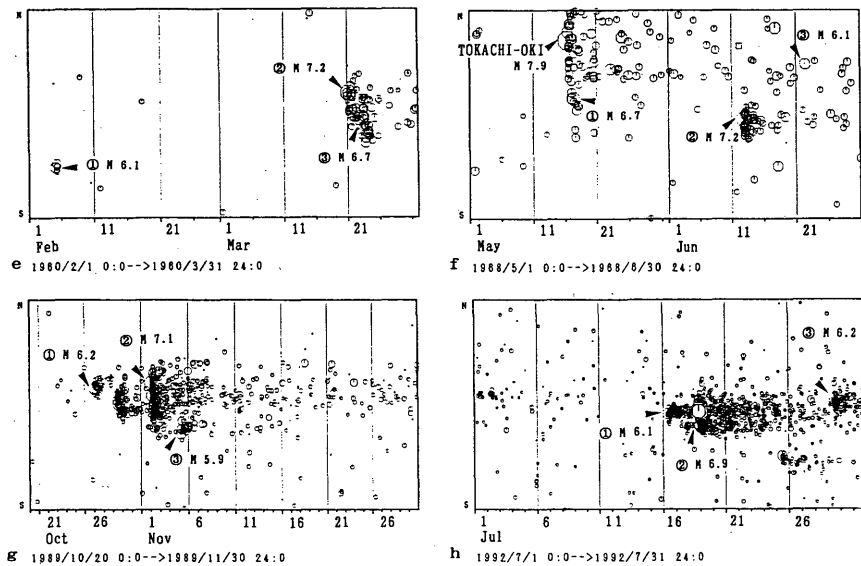 N
② M 7.2
③ M 6.7
① M 6.1
S
1 11 21 1 11 21
Feb Mar
e 1960/2/1 0:0-->1960/3/31 24:0
N
TOKACHI-OKI
M 7.9
③ M 6.1
① M 6.7
② M 7.2
S
1 11 21 1 11 21
May Jun
f 1968/5/1 0:0-->1968/6/30 24:0
N
② M 7.1
① M 6.2
③ M 5.9
S
21 26 1 6 11 16 21 26
Oct Nov
g 1989/10/20 0:0-->1989/11/30 24:0
N
③ M 6.2
① M 6.1
② M 6.9
S
1 6 11 16 21 26
Jul
h 1992/7/1 0:0-->1992/7/31 24:0